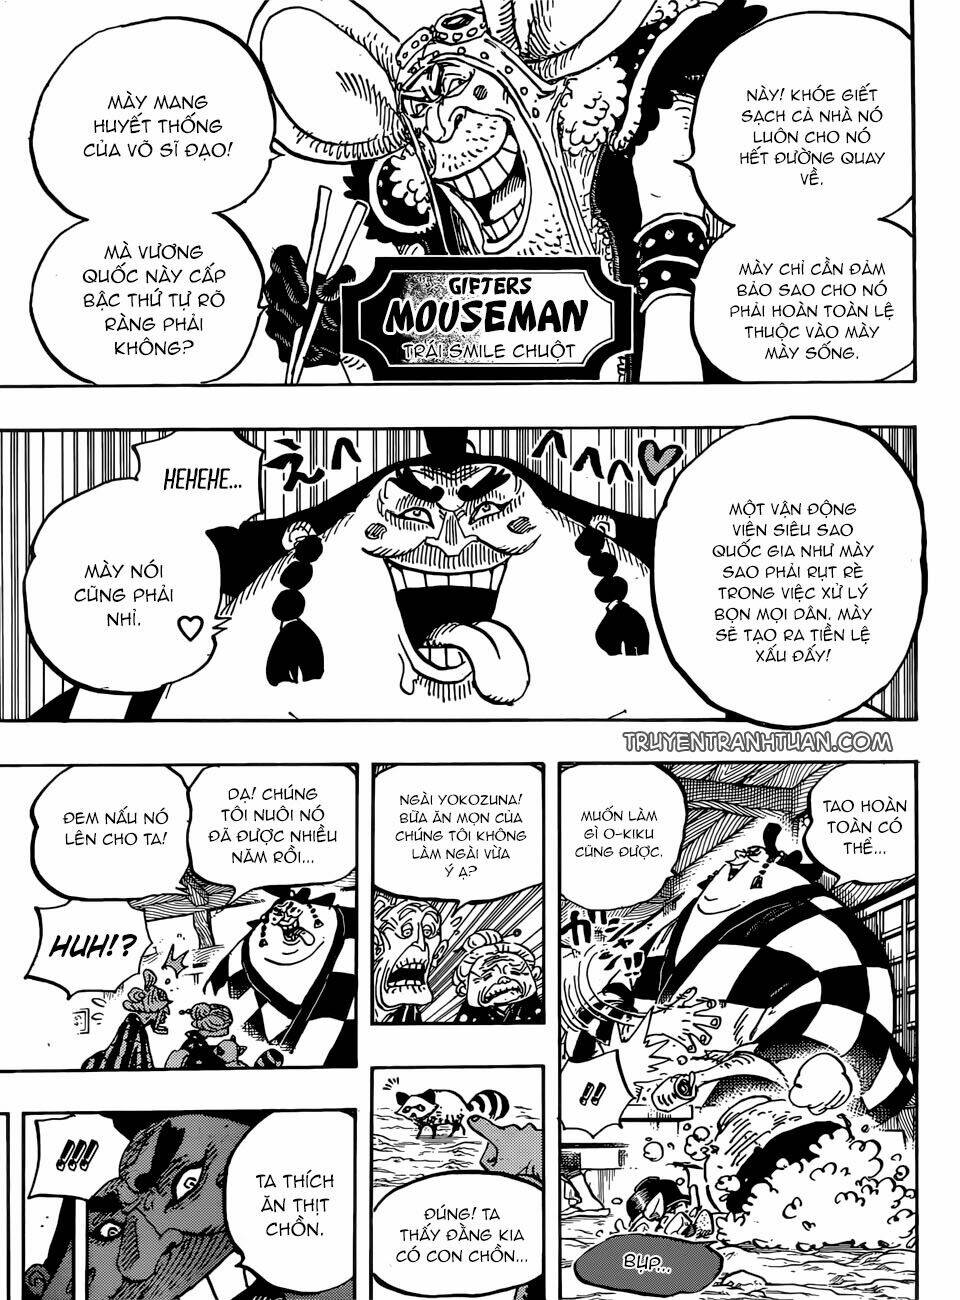 NÀY! KHÓE GIẾT
SẠCH CẢ NHÀ NÓ
LUÔN CHO NÓ
HẾT ĐƯỜNG QUAY
VỀ.
MÀY CHỈ CẦN ĐẢM
BẢO SAO CHO NÓ
PHẢI HOÀN TOÀN LỆ
THUỘC VÀO MÀY
MÀY SỐNG.
MÀY MANG
HUYẾT THỐNG
CỦA VÕ SĨ ĐẠO!
MÀ VƯƠNG
QUỐC NÀY CẤP
BẬC THỨ TỰ RÕ
RÀNG PHẢI
KHÔNG?
GIFTERS
MOUSEMAN
TRÁI SMILE CHUỘT
MỘT VẬN ĐỘNG
VIÊN SIÊU SAO
QUỐC GIA NHƯ MÀY
SAO PHẢI RỤT RÈ
TRONG VIỆC XỬ LÝ
BỌN MỌI DÂN. MÀY
SẼ TẠO RA TIỀN LỆ
XẤU ĐẤY!
えへへ
HEHEHE...
MÀY NÓI
CŨNG PHẢI
NHỈ.
TRUYENTRANHTUAN.COM
TAO HOÀN
TOÀN CÓ
THỂ...
MUỐN LÀM
GÌ O-KIKU
CŨNG ĐƯỢC.
!!
BỤP...
NGÀI YOKOZUNA!
BỮA ĂN MỌN CỦA
CHÚNG TÔI KHÔNG
LÀM NGÀI VỪA
Ý Ạ?
DẠ! CHÚNG
TÔI NUÔI NÓ
ĐÃ ĐƯỢC NHIỀU
NĂM RỒI...
ĐEM NẤU NÓ
LÊN CHO TA!
HUH!?
ĐÚNG! TA
THẤY ĐẰNG KIA
CÓ CON CHỒN...
TA THÍCH
ĂN THỊT
CHỒN.
!!!